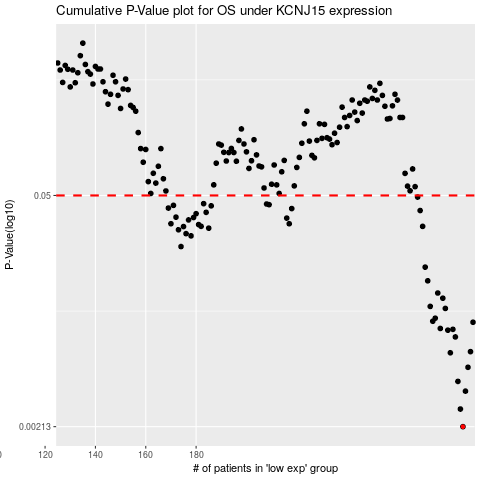 Cumulative P-Value plot for OS under KCNJ15 expression
P-Value(log10)
0.05
0.00213
0 120 140 160 180
# of patients in 'low exp' group